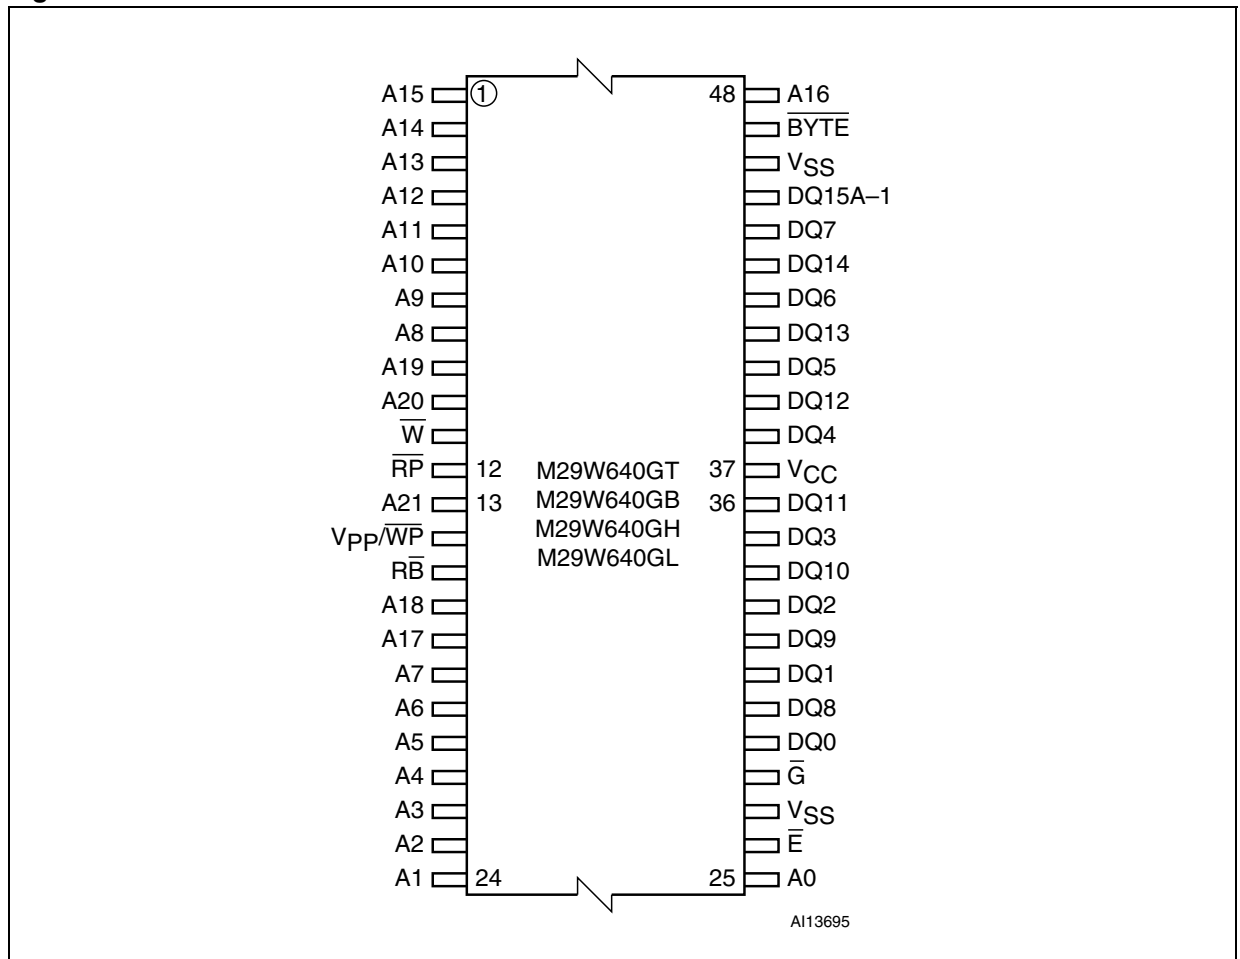 A15 1 48 A16
A14 B̅Y̅T̅E̅
A13 VSS
A12 DQ15A–1
A11 DQ7
A10 DQ14
A9 DQ6
A8 DQ13
A19 DQ5
A20 DQ12
W̅ DQ4
R̅P̅ 12 M29W640GT 37 VCC
A21 13 M29W640GB 36 DQ11
VPP/W̅P̅ M29W640GH DQ3
RB̅ M29W640GL DQ10
A18 DQ2
A17 DQ9
A7 DQ1
A6 DQ8
A5 DQ0
A4 G̅
A3 VSS
A2 E̅
A1 24 25 A0
AI13695